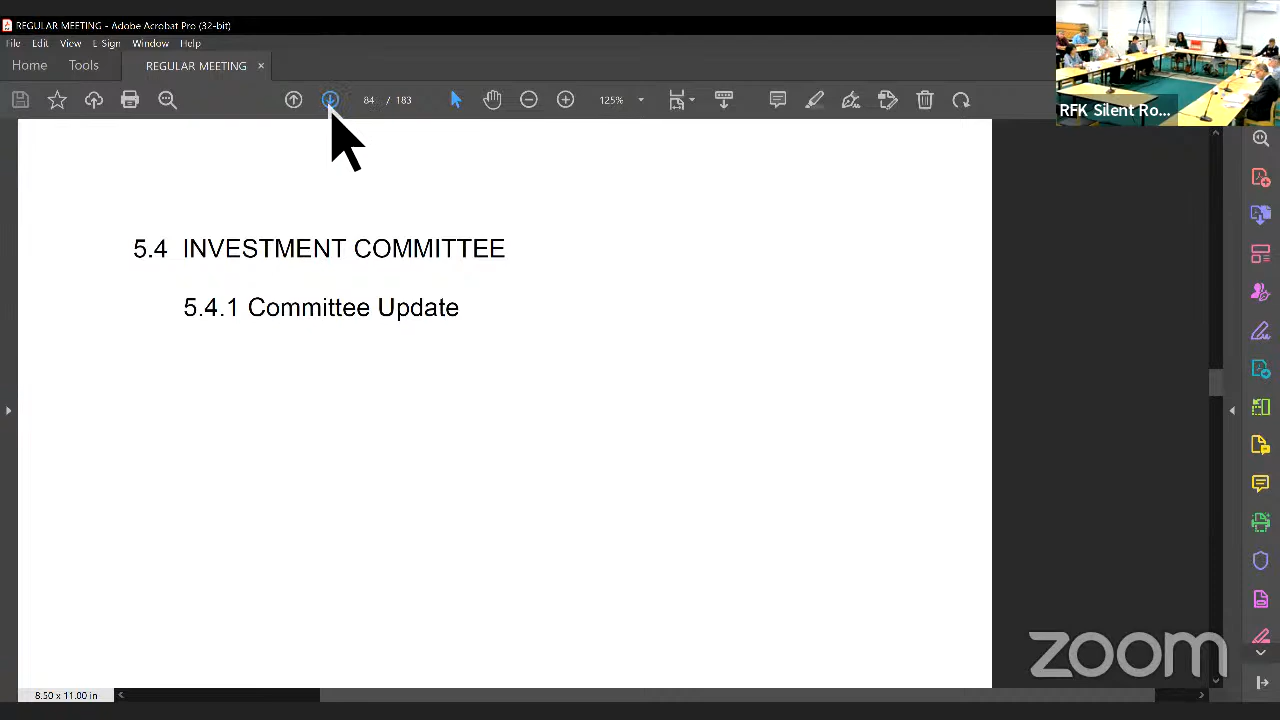 REGULAR MEETING - Adobe Acrobat Pro (32-bit)
File Edit View E-Sign Window Help
Home Tools REGULAR MEETING ×
84 / 183 125%
RFK Silent Ro...
5.4 INVESTMENT COMMITTEE
5.4.1 Committee Update
zoom
8.50 x 11.00 in